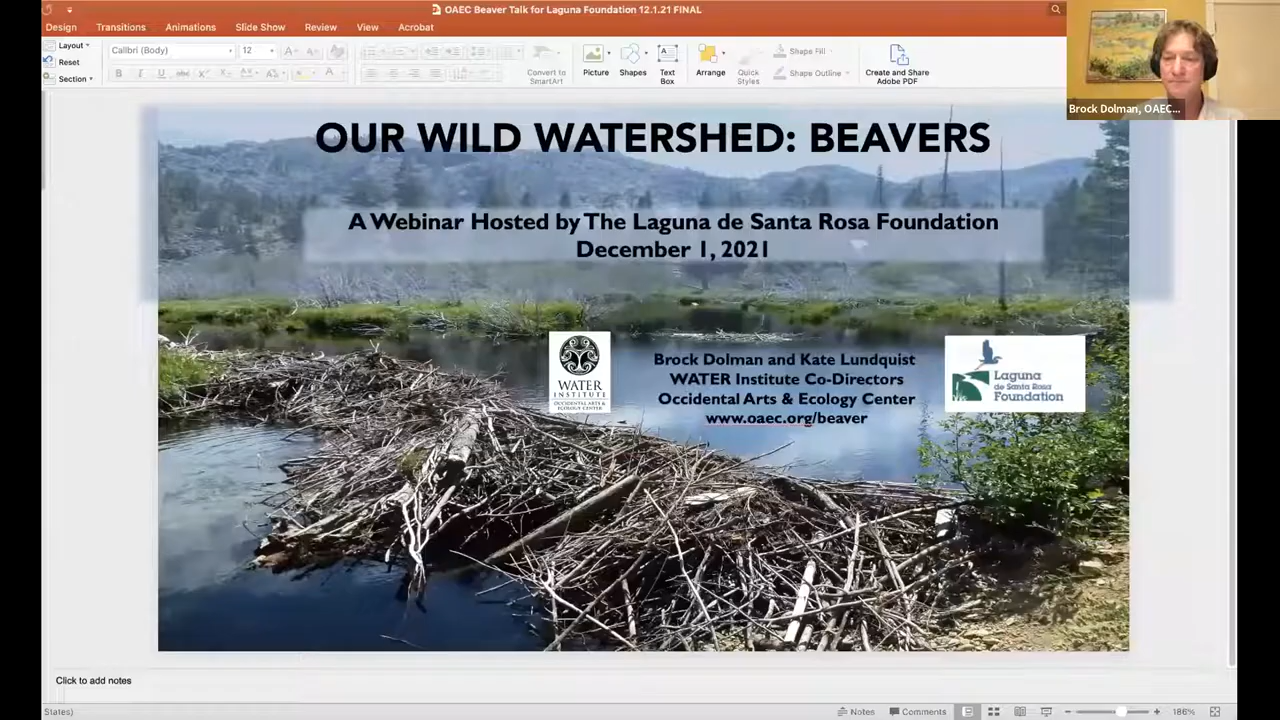 OAEC Beaver Talk for Laguna Foundation 12.1.21 FINAL
Design Transitions Animations Slide Show Review View Acrobat
Layout
Reset
Section
Calibri (Body) 12
Convert to SmartArt
Picture
Shapes
Text Box
Arrange
Quick Styles
Shape Fill
Shape Outline
Create and Share Adobe PDF
Brock Dolman, OAEC...
OUR WILD WATERSHED: BEAVERS
A Webinar Hosted by The Laguna de Santa Rosa Foundation
December 1, 2021
WATER
INSTITUTE
OCCIDENTAL ARTS &
ECOLOGY CENTER
Brock Dolman and Kate Lundquist
WATER Institute Co-Directors
Occidental Arts & Ecology Center
www.oaec.org/beaver
Laguna
de Santa Rosa
Foundation
Click to add notes
States)
Notes Comments 186%